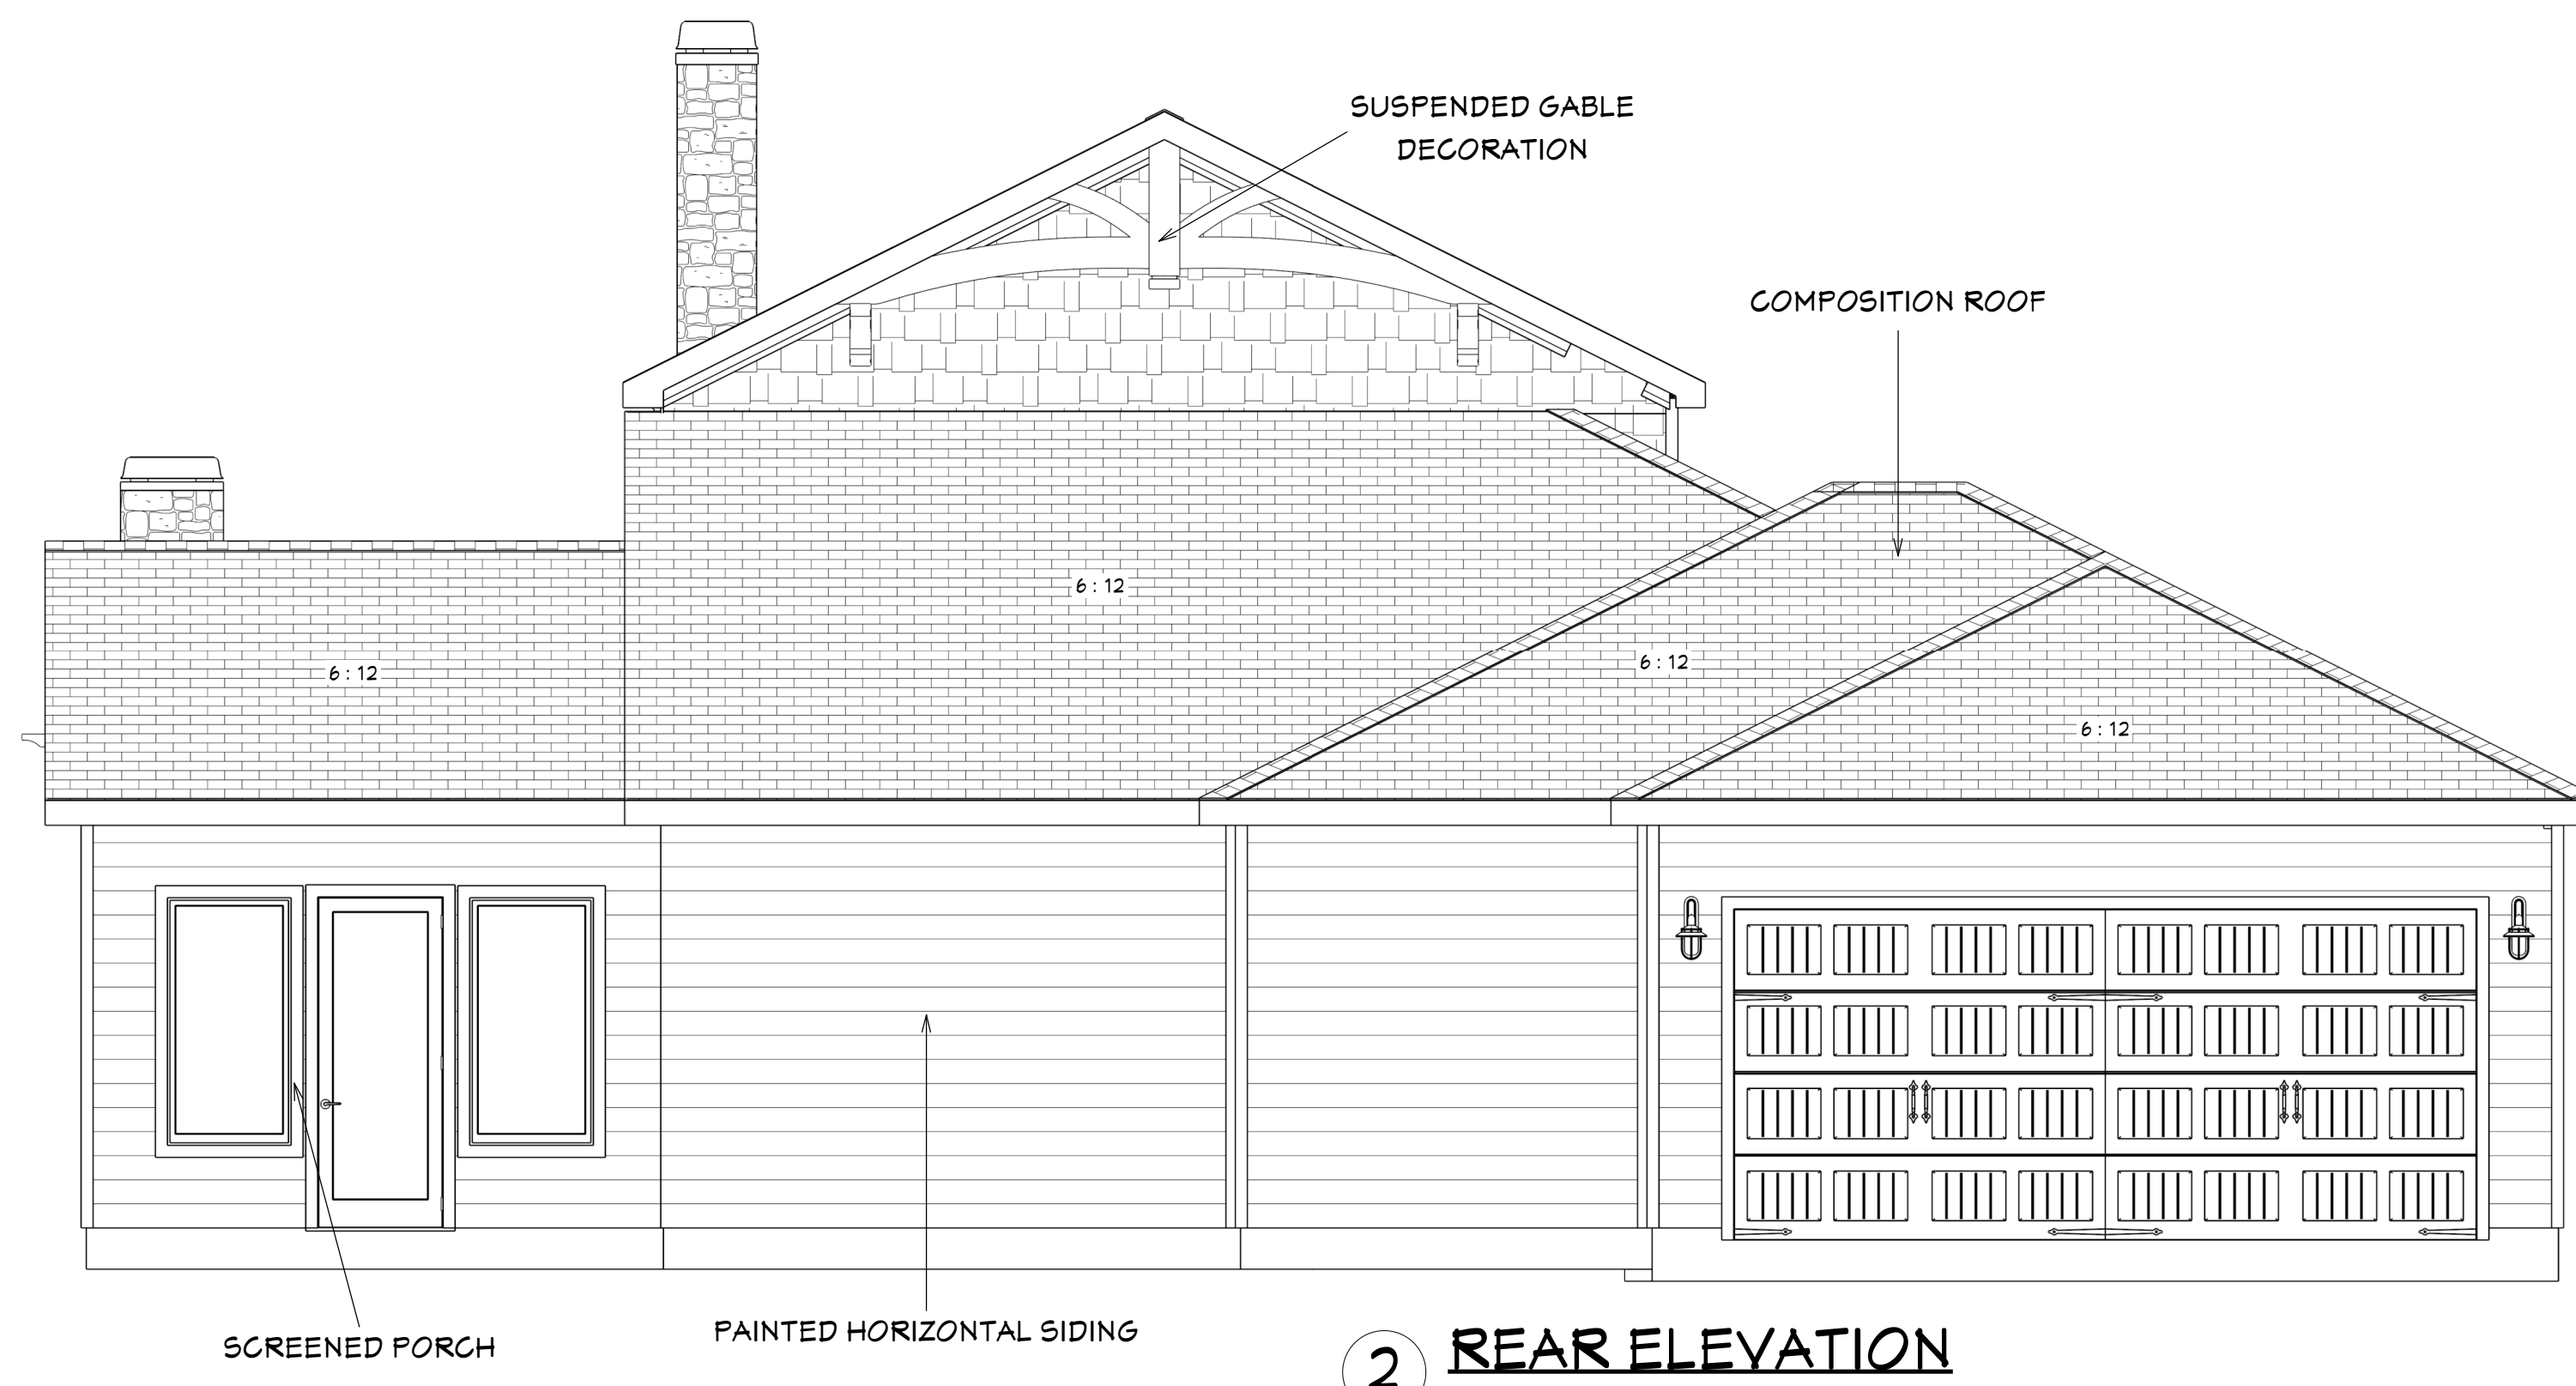 SUSPENDED GABLE
DECORATION
COMPOSITION ROOF
6 : 12
6 : 12
6 : 12
6 : 12
SCREENED PORCH
PAINTED HORIZONTAL SIDING
2
REAR ELEVATION